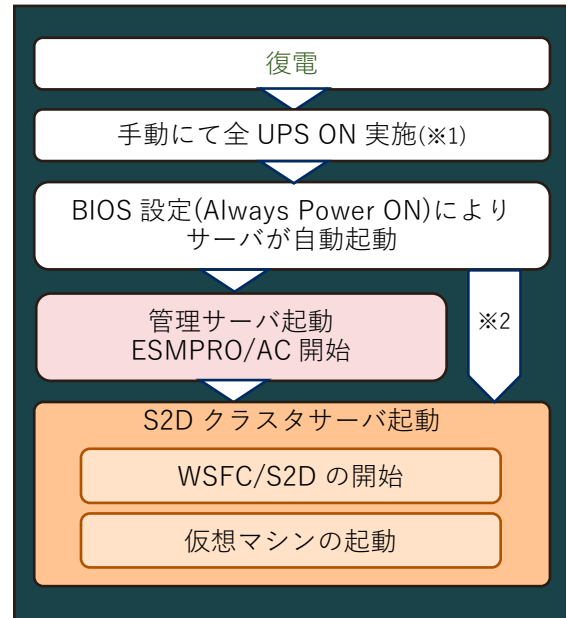 復電
手動にて全 UPS ON 実施(※1)
BIOS 設定(Always Power ON)により
サーバが自動起動
管理サーバ起動
ESMPRO/AC 開始
※2
S2D クラスタサーバ起動
WSFC/S2D の開始
仮想マシンの起動